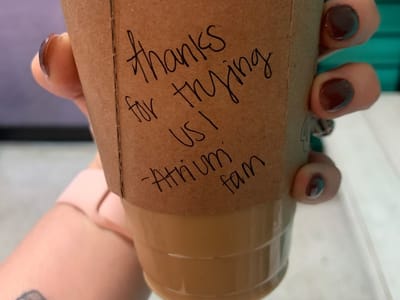 thanks
for trying
us!
-Atrium
fam